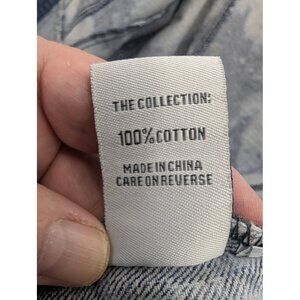 THE COLLECTION:
100% COTTON
MADE IN CHINA
CARE ON REVERSE